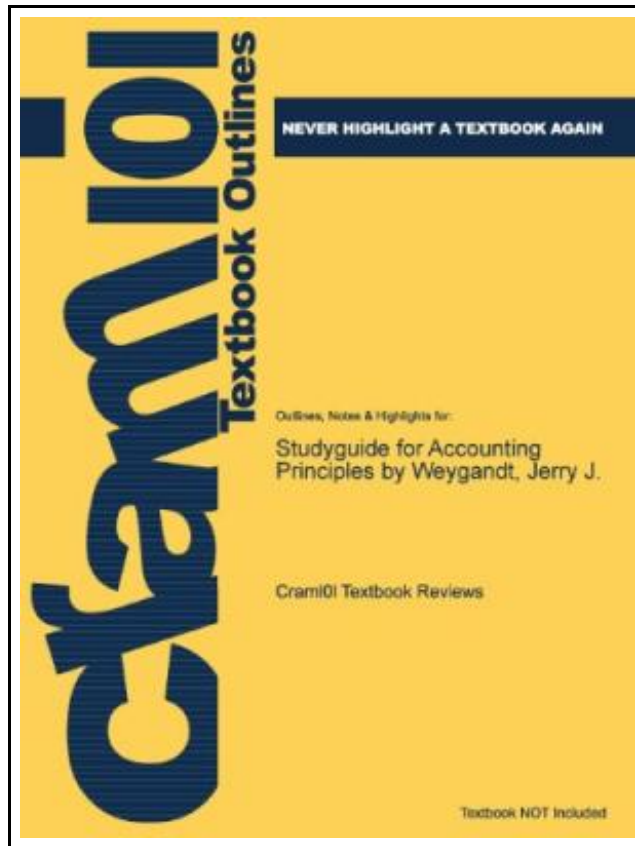 Cram101
Textbook Outlines
NEVER HIGHLIGHT A TEXTBOOK AGAIN
Outlines, Notes & Highlights for:
Studyguide for Accounting
Principles by Weygandt, Jerry J.
Cram101 Textbook Reviews
Textbook NOT Included